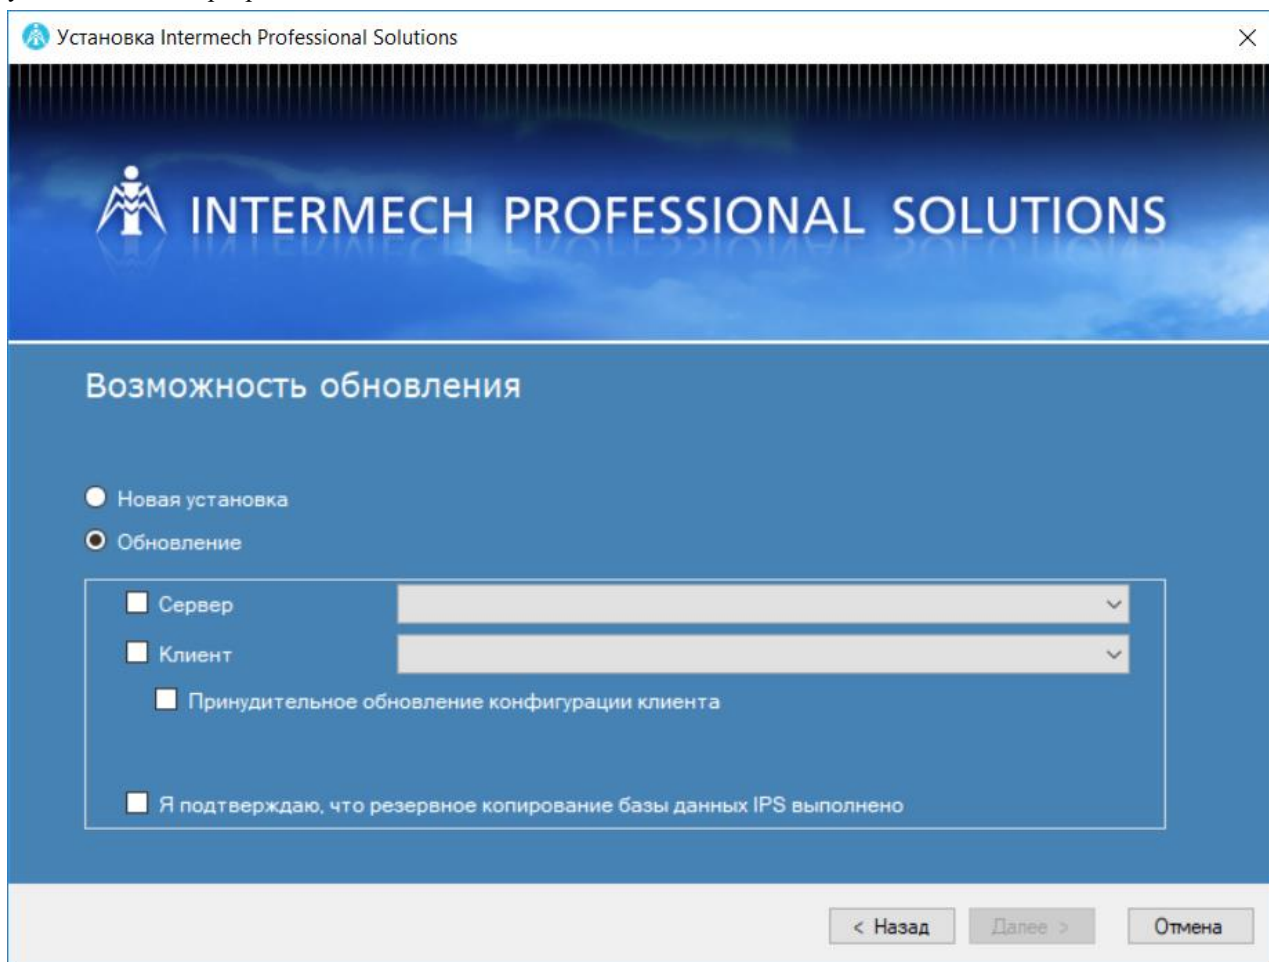 Установка Intermech Professional Solutions
INTERMECH PROFESSIONAL SOLUTIONS
Возможность обновления
Новая установка
Обновление
Сервер
Клиент
Принудительное обновление конфигурации клиента
Я подтверждаю, что резервное копирование базы данных IPS выполнено
< Назад
Далее >
Отмена